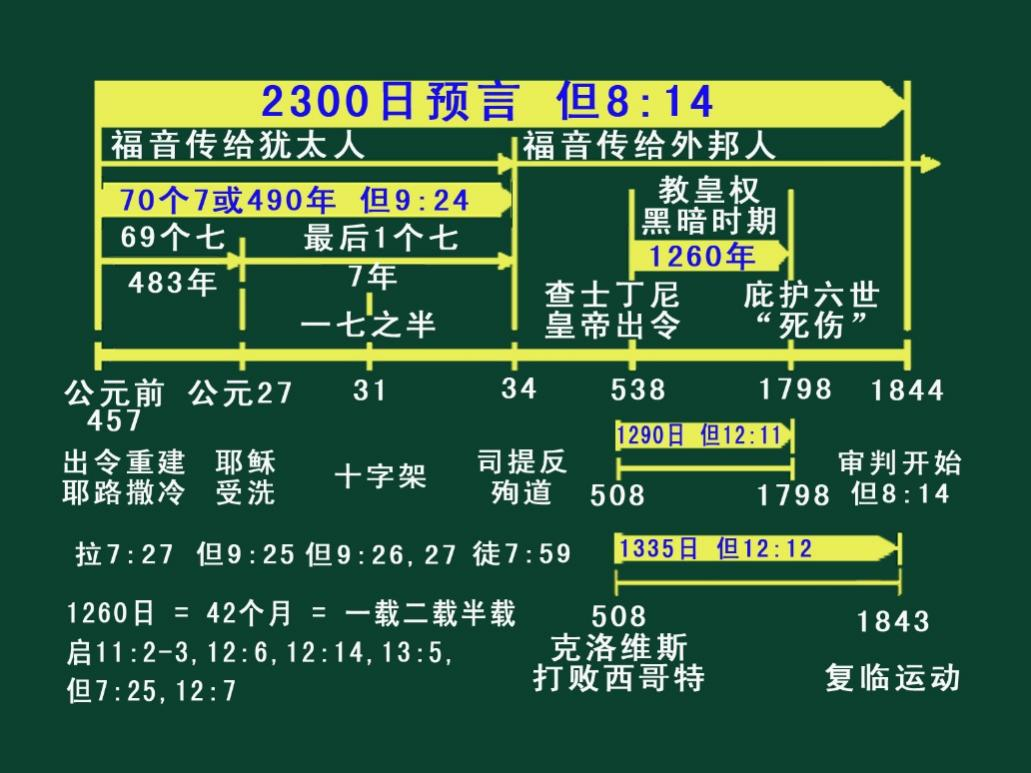 2300日预言 但8:14
福音传给犹太人
福音传给外邦人
70个7或490年 但9:24
教皇权
黑暗时期
1260年
69个七
最后1个七
483年
7年
一七之半
查士丁尼
皇帝出令
庇护六世
“死伤”
公元前
457
公元27
31
34
538
1798
1844
1290日 但12:11
508
1798
出令重建
耶路撒冷
耶稣
受洗
十字架
司提反
殉道
审判开始
但8:14
拉7:27 但9:25 但9:26,27 徒7:59
1335日 但12:12
508
1843
克洛维斯
打败西哥特
复临运动
1260日 = 42个月 = 一载二载半载
启11:2-3,12:6,12:14,13:5,
但7:25,12:7